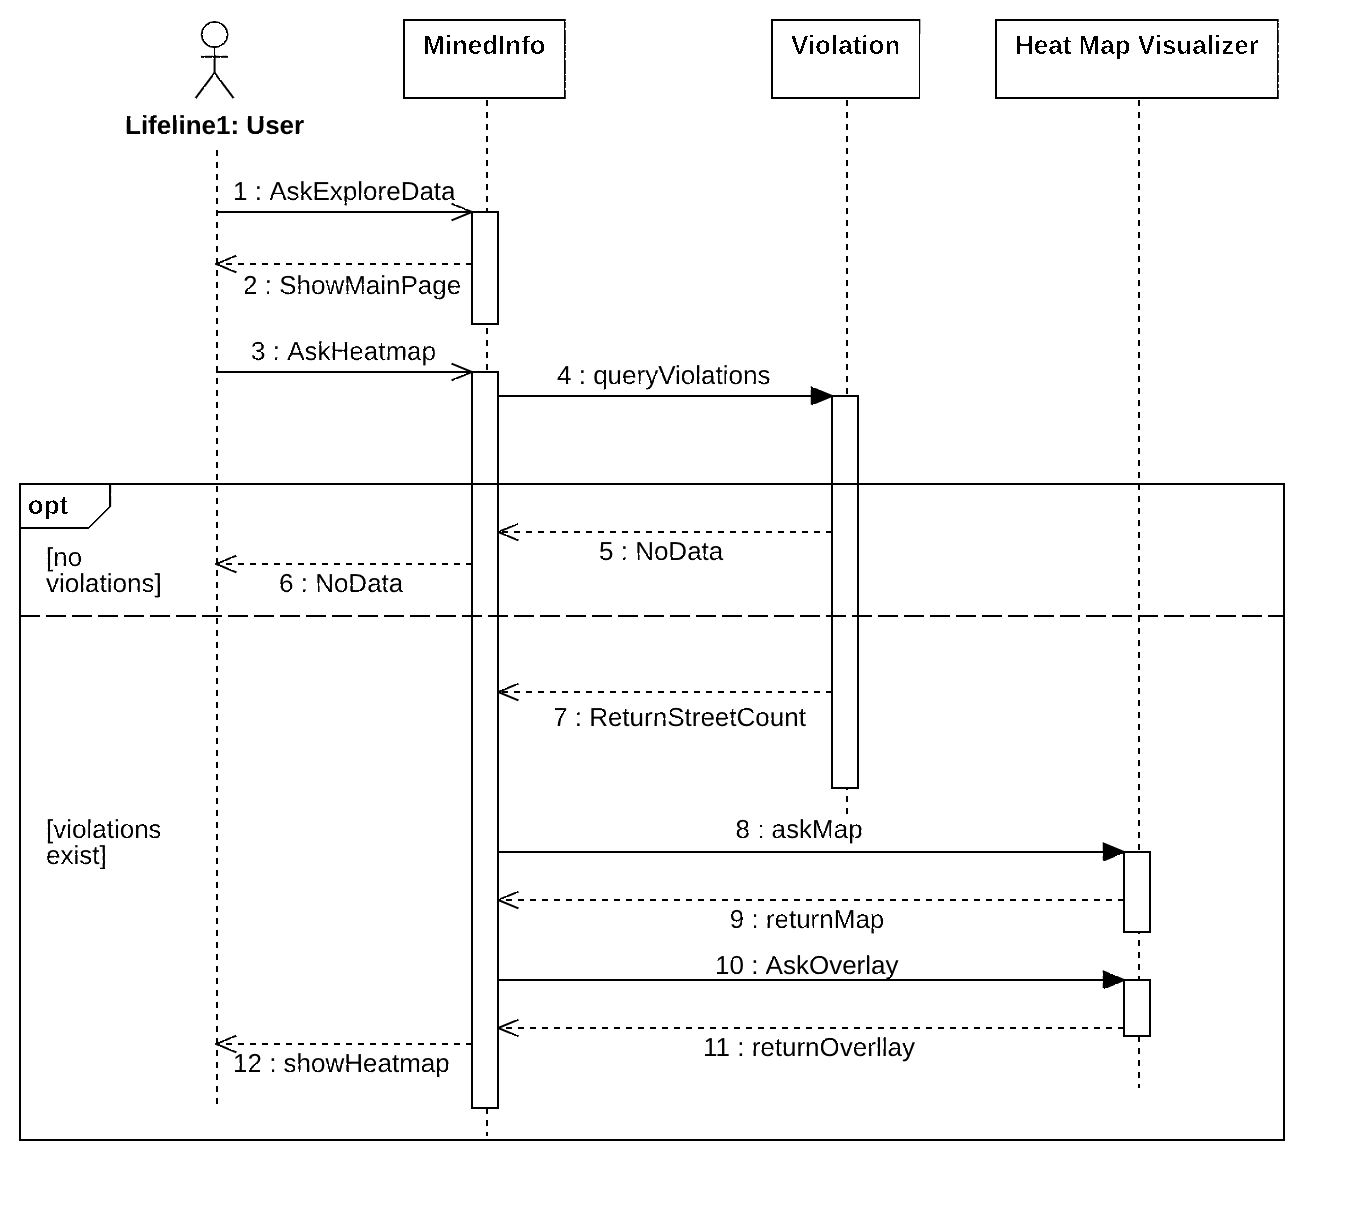 MinedInfo
Violation
Heat Map Visualizer
Lifeline1: User
1 : AskExploreData
2 : ShowMainPage
3 : AskHeatmap
4 : queryViolations
opt
[no
violations]
5 : NoData
6 : NoData
7 : ReturnStreetCount
[violations
exist]
8 : askMap
9 : returnMap
10 : AskOverlay
11 : returnOverllay
12 : showHeatmap